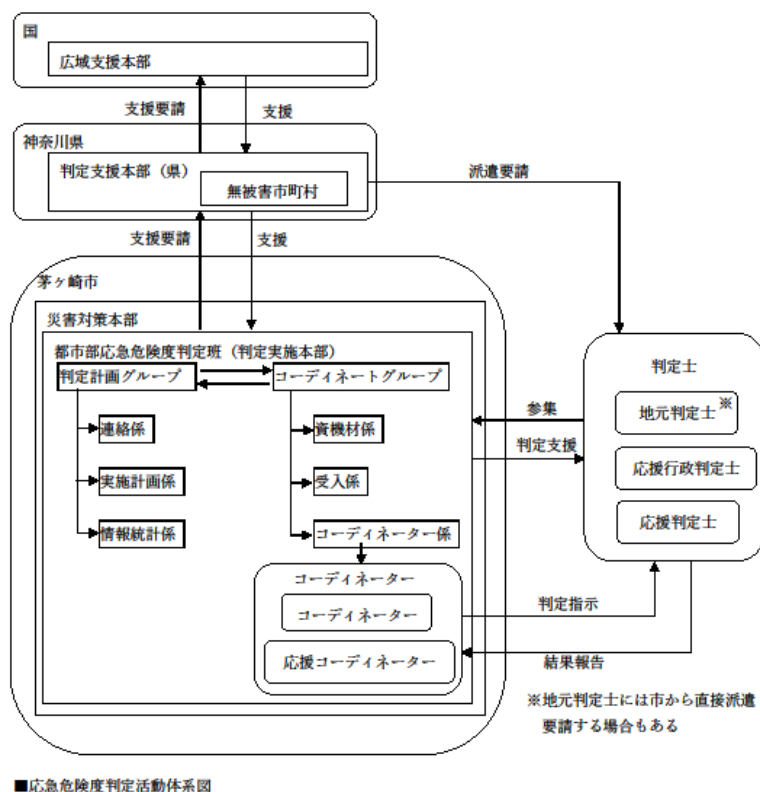 国
広域支援本部
支援要請
支援
神奈川県
判定支援本部（県）
無被害市町村
派遣要請
支援要請
支援
茅ヶ崎市
災害対策本部
都市部応急危険度判定班（判定実施本部）
判定計画グループ
コーディネートグループ
連絡係
資機材係
実施計画係
受入係
情報統計係
コーディネーター係
コーディネーター
コーディネーター
応援コーディネーター
参集
判定支援
判定士
地元判定士※
応援行政判定士
応援判定士
判定指示
結果報告
※地元判定士には市から直接派遣
要請する場合もある
■応急危険度判定活動体系図